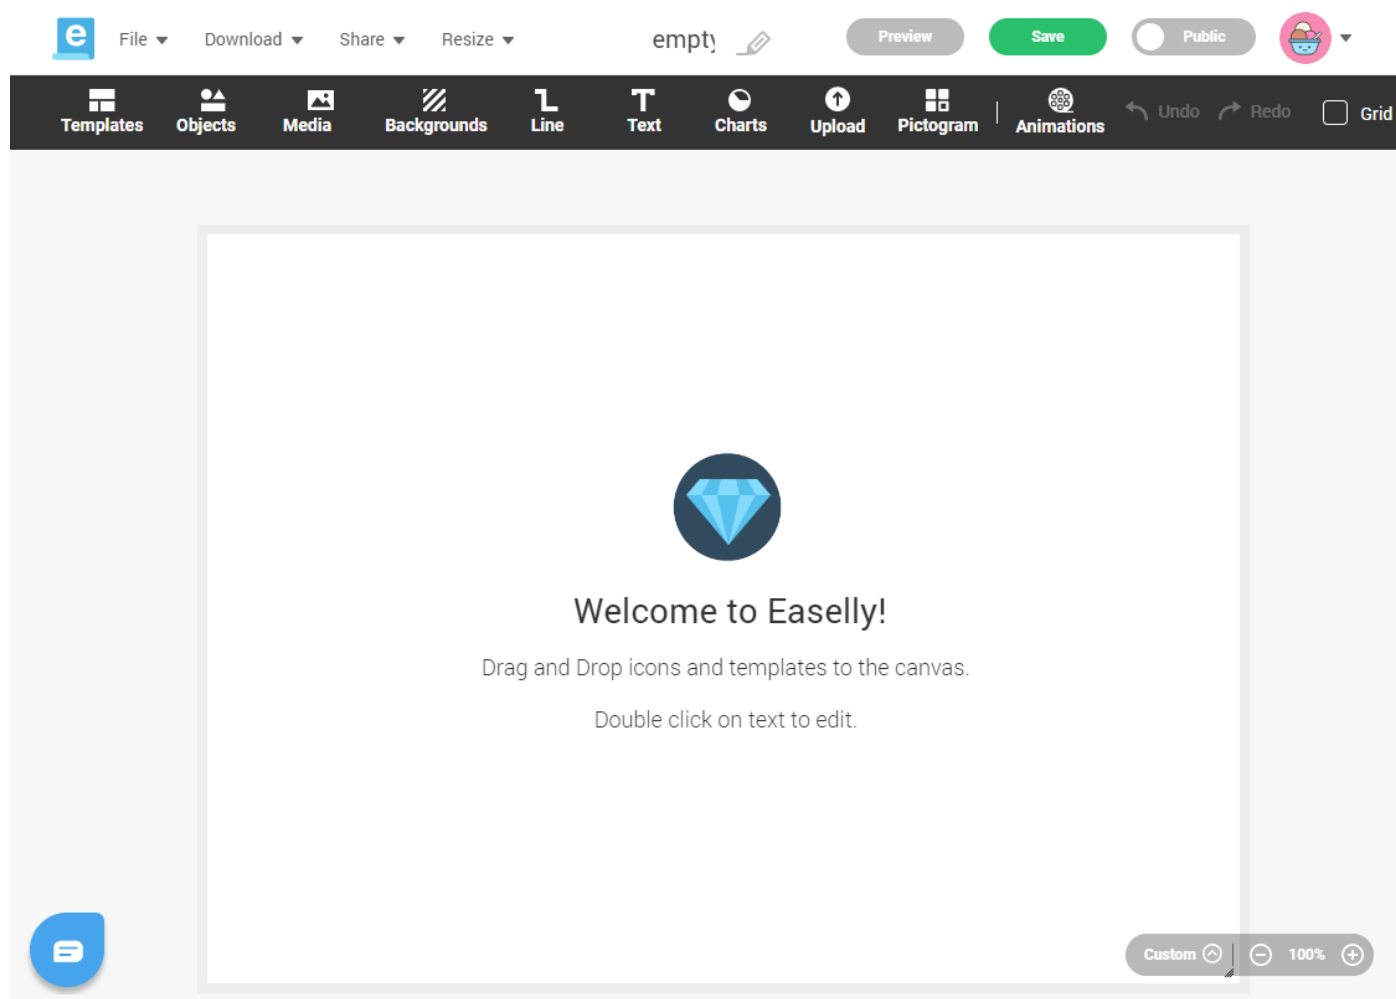 e File Download Share Resize empty Preview Save Public
Templates Objects Media Backgrounds Line Text Charts Upload Pictogram Animations Undo Redo Grid
Welcome to Easelly!
Drag and Drop icons and templates to the canvas.
Double click on text to edit.
Custom 100%